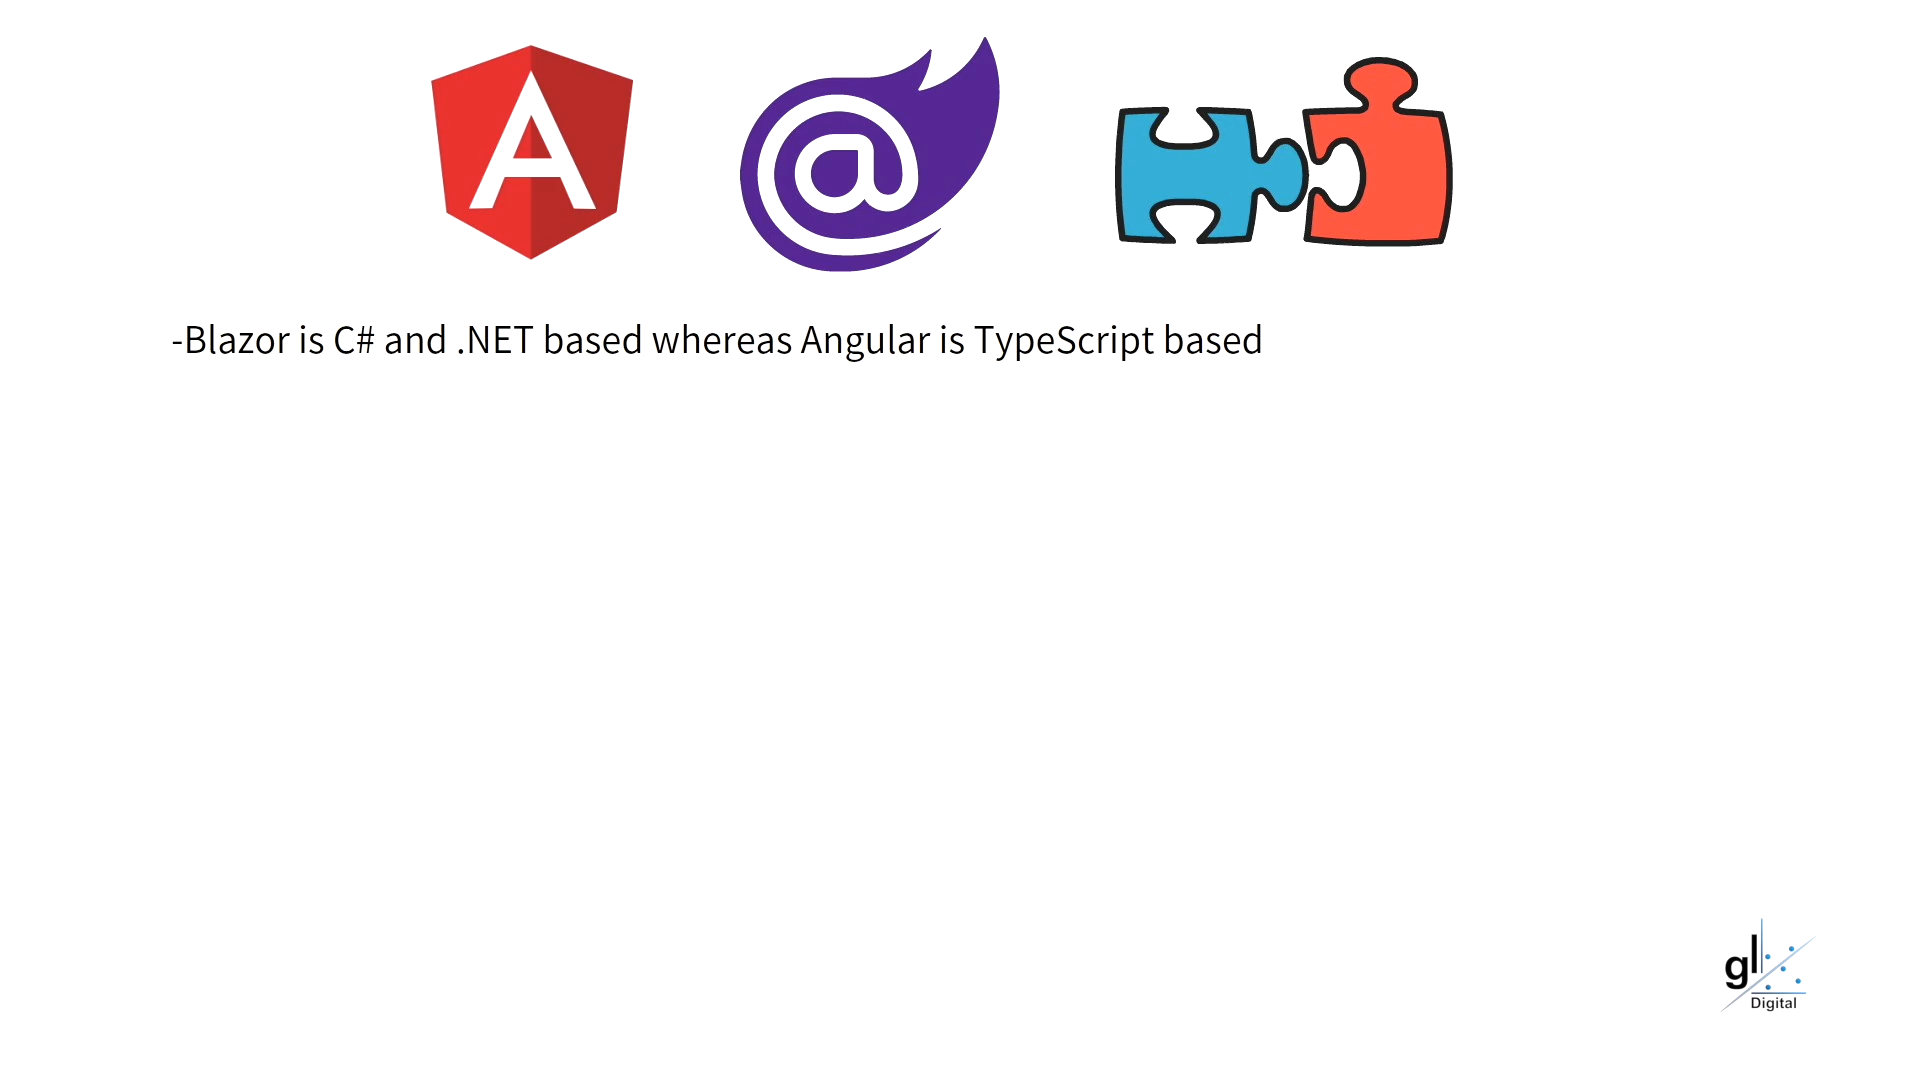 A
@
-Blazor is C# and .NET based whereas Angular is TypeScript based
gl
Digital